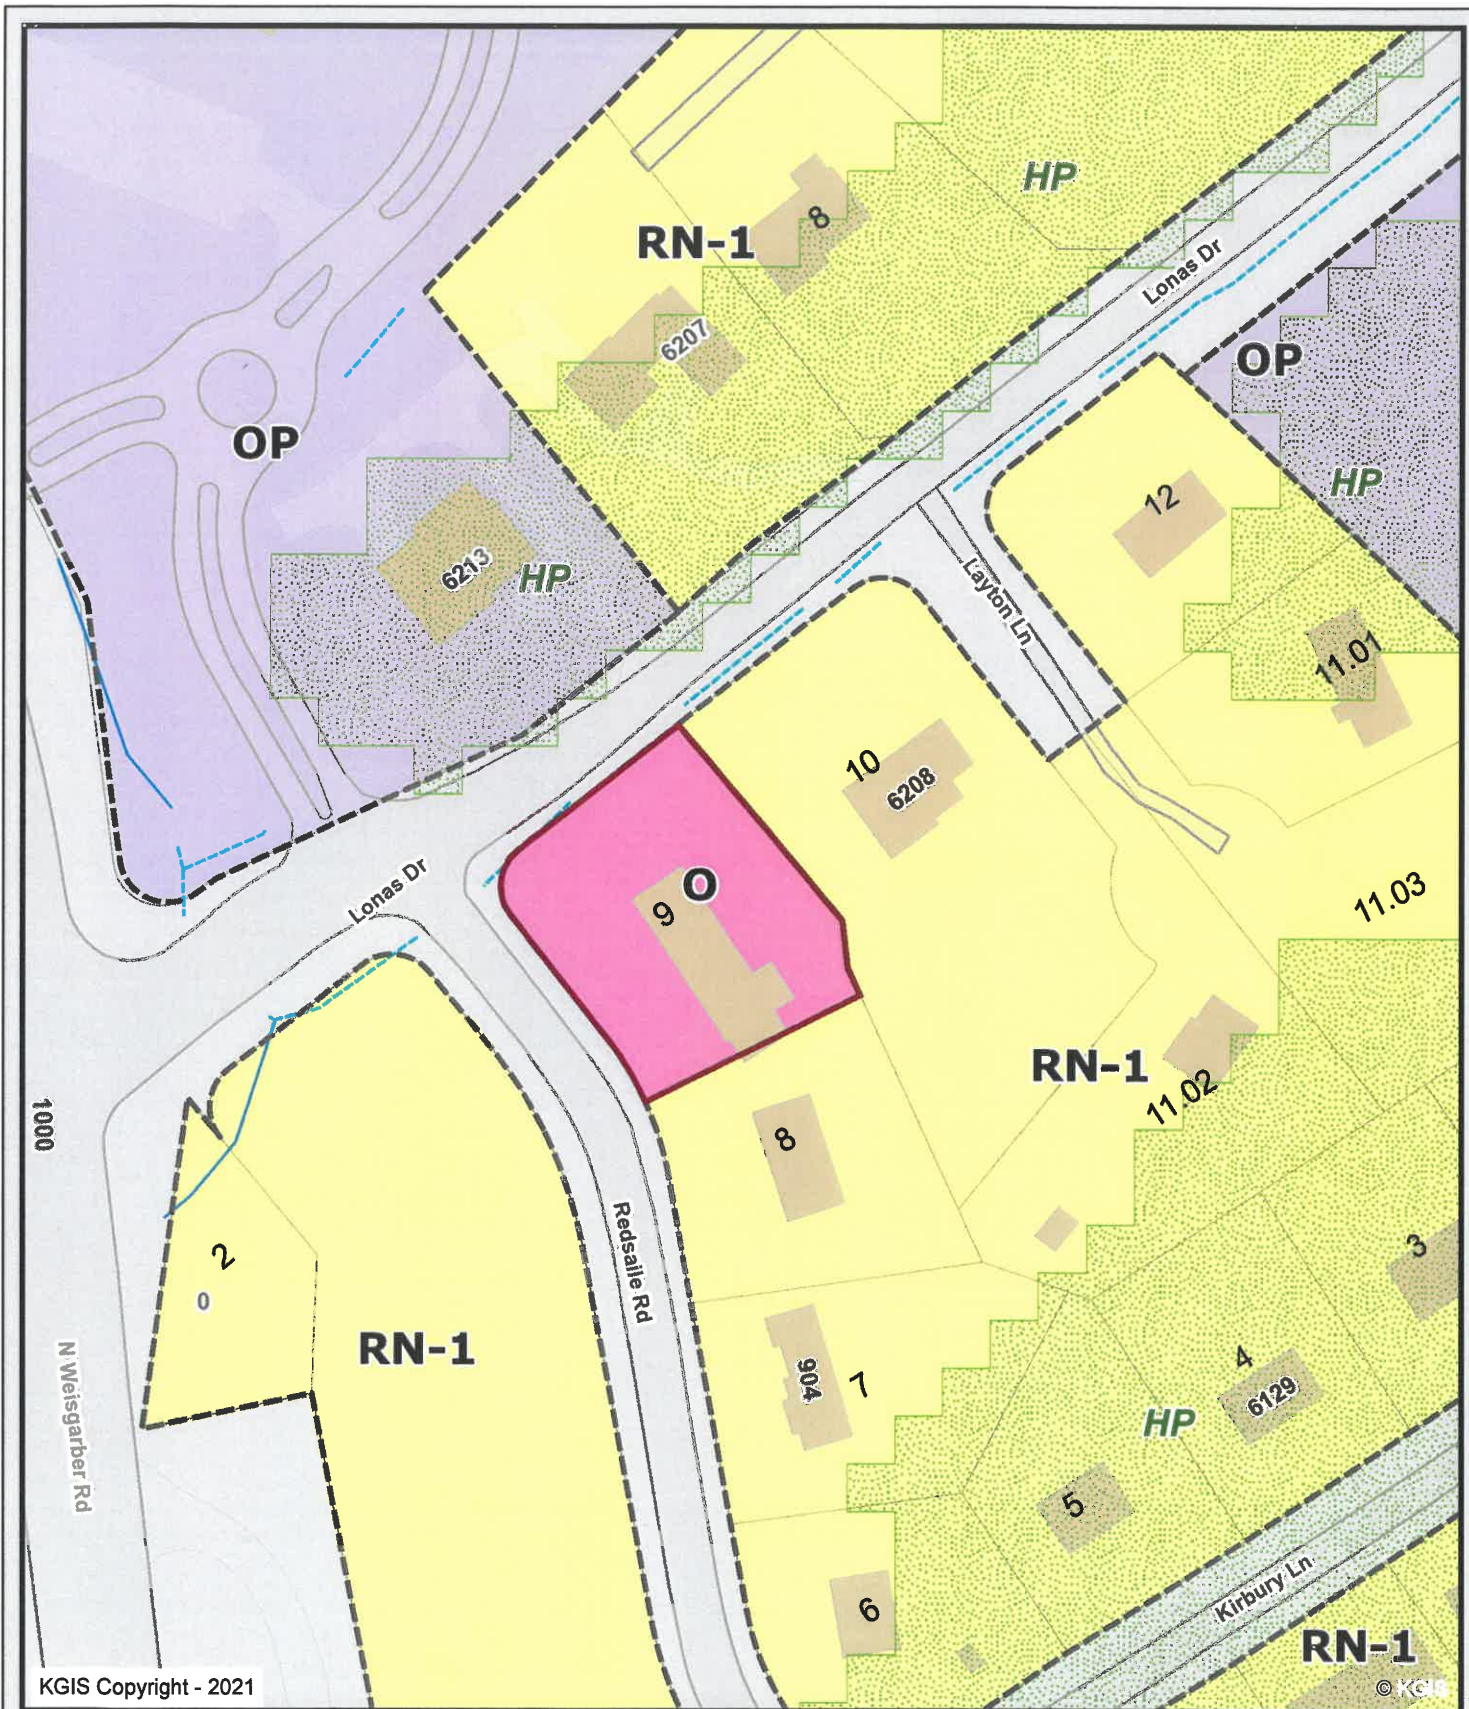 HP
RN-1
8
Lonas Dr
6207
OP
OP
HP
12
6213
HP
Layton Ln
11.01
10
6208
O
9
Lonas Dr
11.03
RN-1
11.02
1000
8
Redsaile Rd
2
0
3
RN-1
4
904
7
6129
HP
N Weisgarber Rd
5
6
Kirbury Ln
RN-1
KGIS Copyright - 2021
© KGIS